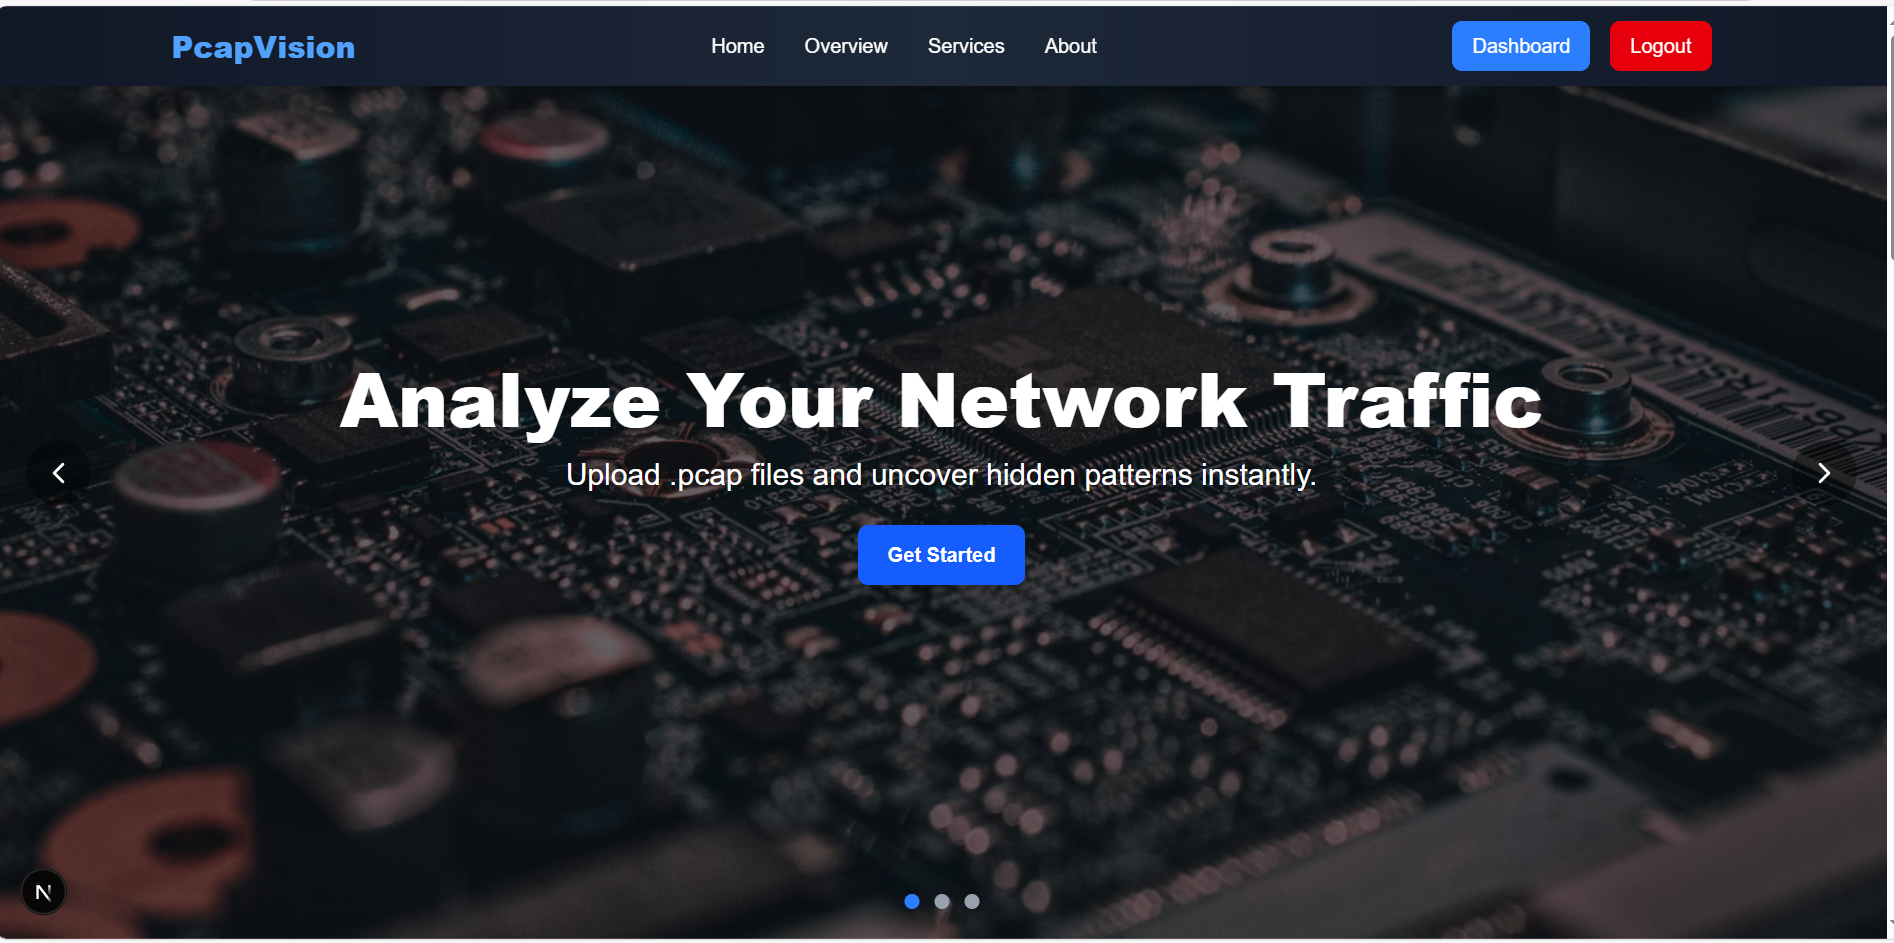 PcapVision
Home
Overview
Services
About
Dashboard
Logout
Analyze Your Network Traffic
Upload .pcap files and uncover hidden patterns instantly.
Get Started
N